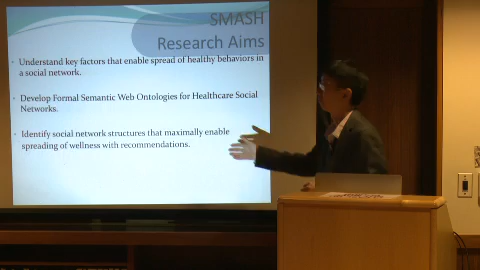 SMASH
Research Aims
· Understand key factors that enable spread of healthy behaviors in
a social network.
· Develop Formal Semantic Web Ontologies for Healthcare Social
Networks.
· Identify social network structures that maximally enable
spreading of wellness with recommendations.